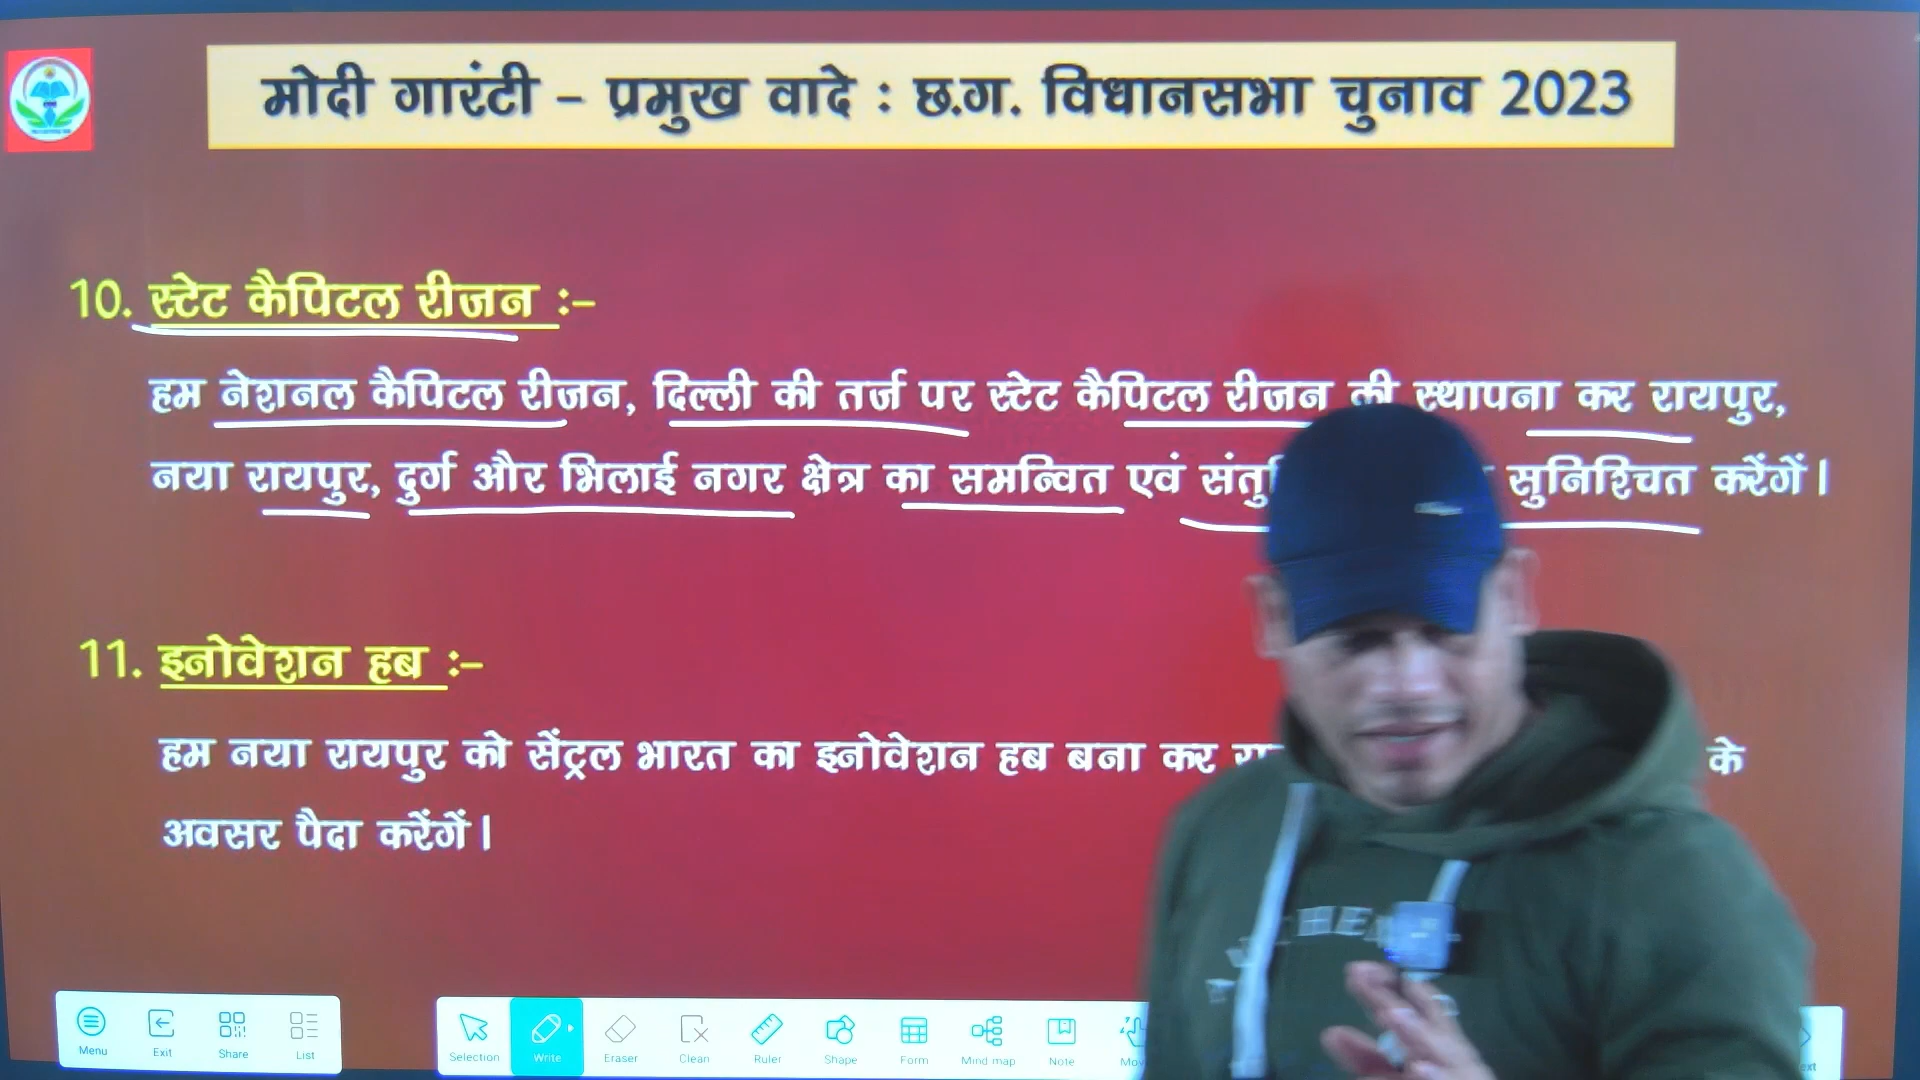 मोदी गारंटी – प्रमुख वादे : छ.ग. विधानसभा चुनाव 2023
10. स्टेट कैपिटल रीजन :–
हम नेशनल कैपिटल रीजन, दिल्ली की तर्ज पर स्टेट कैपिटल रीजन की स्थापना कर रायपुर,
नया रायपुर, दुर्ग और भिलाई नगर क्षेत्र का समन्वित एवं सुनिश्चित करेंगें।
11. इनोवेशन हब :–
हम नया रायपुर को सेंट्रल भारत का इनोवेशन हब बना कर के
अवसर पैदा करेंगें।
Menu Exit Share List Selection Write Eraser Clean Ruler Shape Form Mind map Note